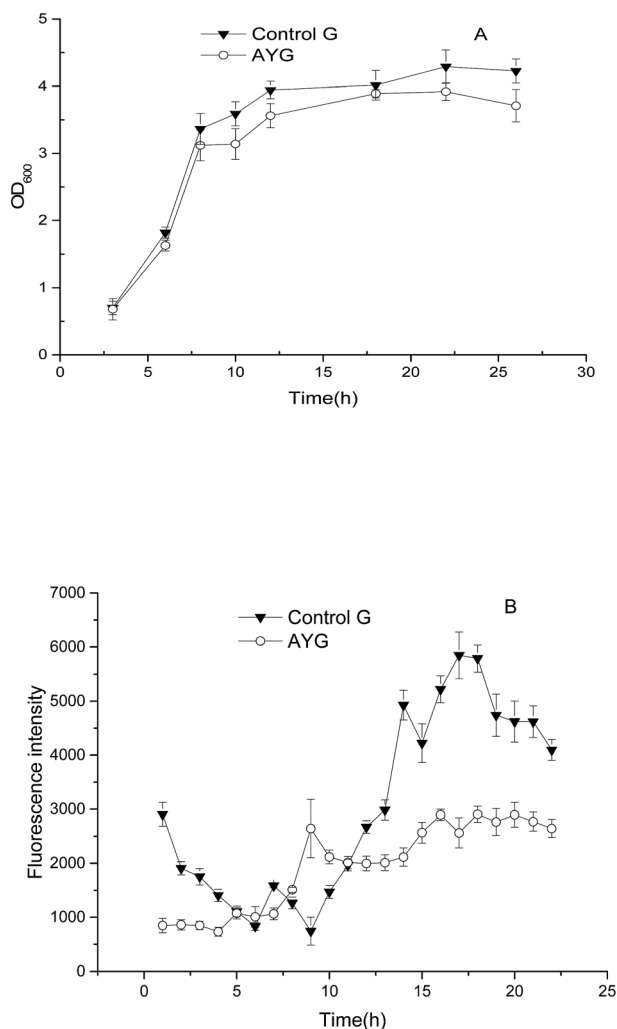 Control G
AYG
A
5
4
3
2
1
0
OD600
0 5 10 15 20 25 30
Time(h)
7000
6000
5000
4000
3000
2000
1000
0
Control G
AYG
B
Fluorescence intensity
0 5 10 15 20 25
Time(h)